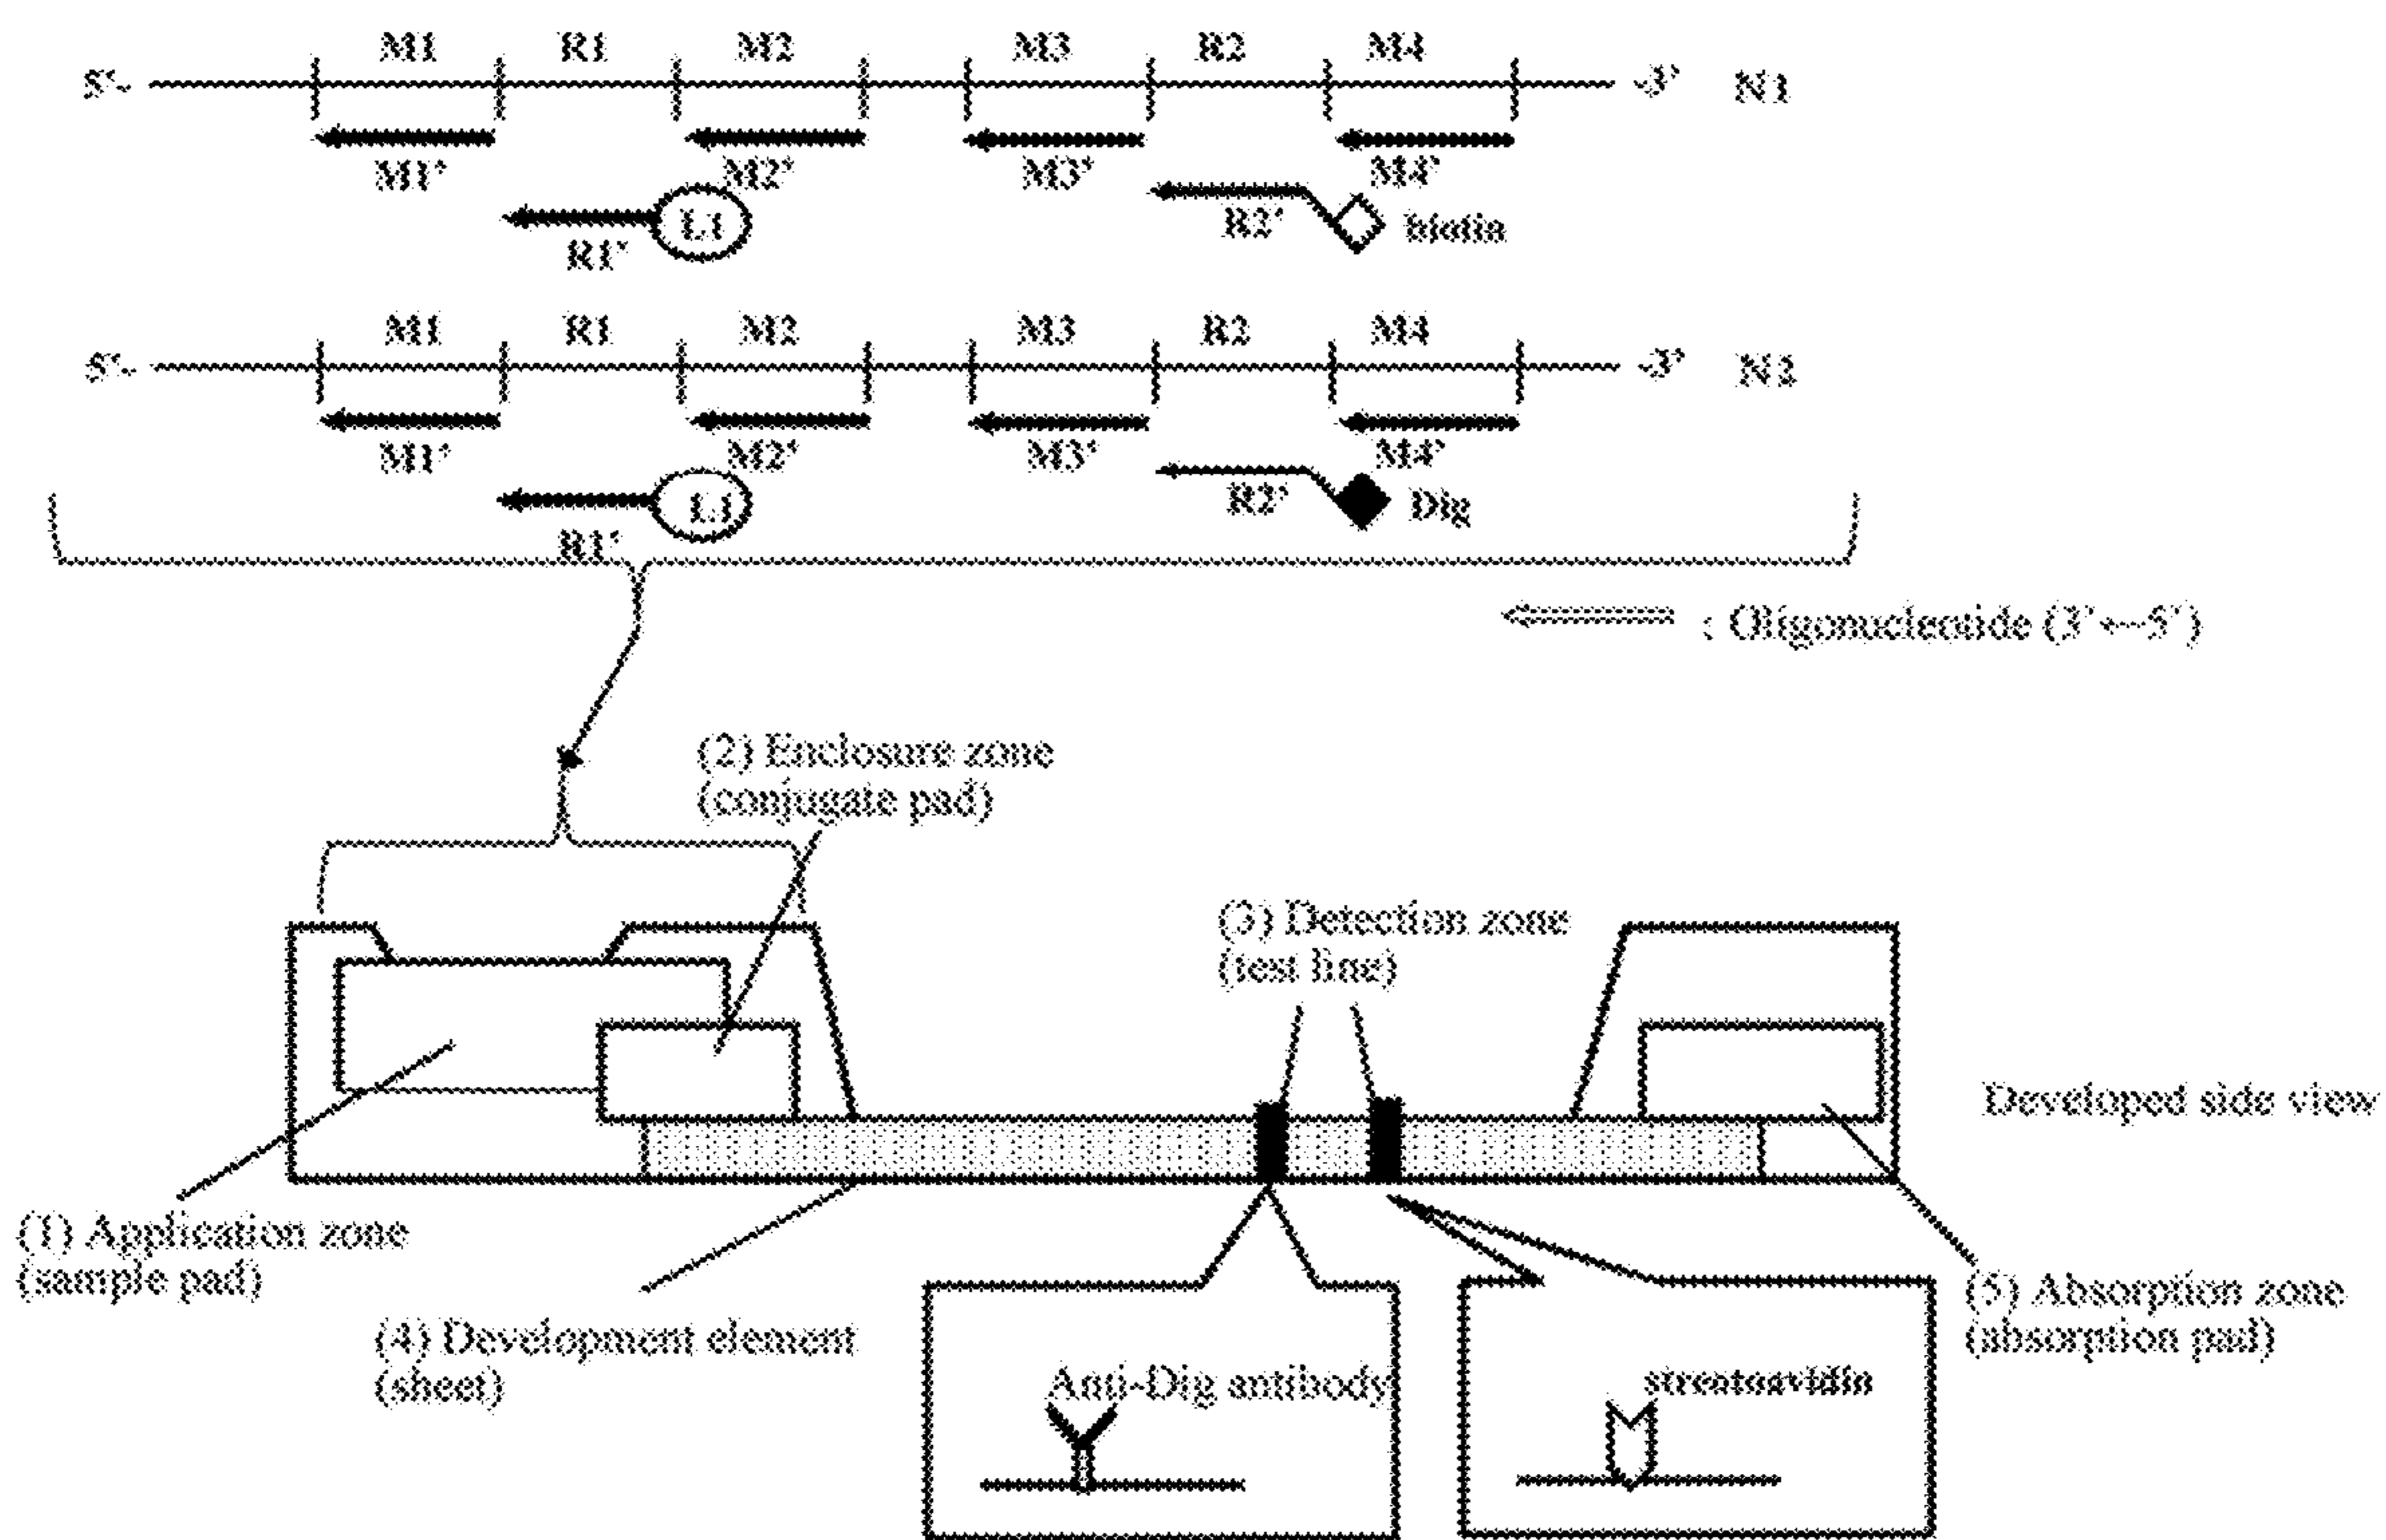 M1 R1 M2 M3 R2 M4
5'- -3' N1
M1' M2' M3' M4'
L1 R2' biotin
R1'
M1 R1 M2 M3 R2 M4
5'- -3' N2
M1' M2' M3' M4'
L1 R2' Dig
R1'
: Oligonucleotide (3'←5')
(2) Enclosure zone
(conjugate pad)
(3) Detection zone
(test line)
Developed side view
(1) Application zone
(sample pad)
(4) Development element
(sheet)
(5) Absorption zone
(absorption pad)
Anti-Dig antibody
streptavidin